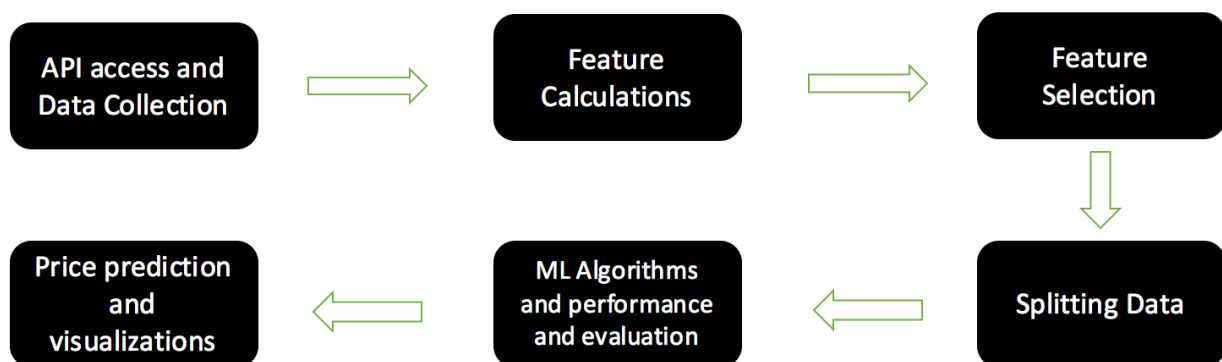 API access and
Data Collection
Feature
Calculations
Feature
Selection
Splitting Data
ML Algorithms
and performance
and evaluation
Price prediction
and
visualizations